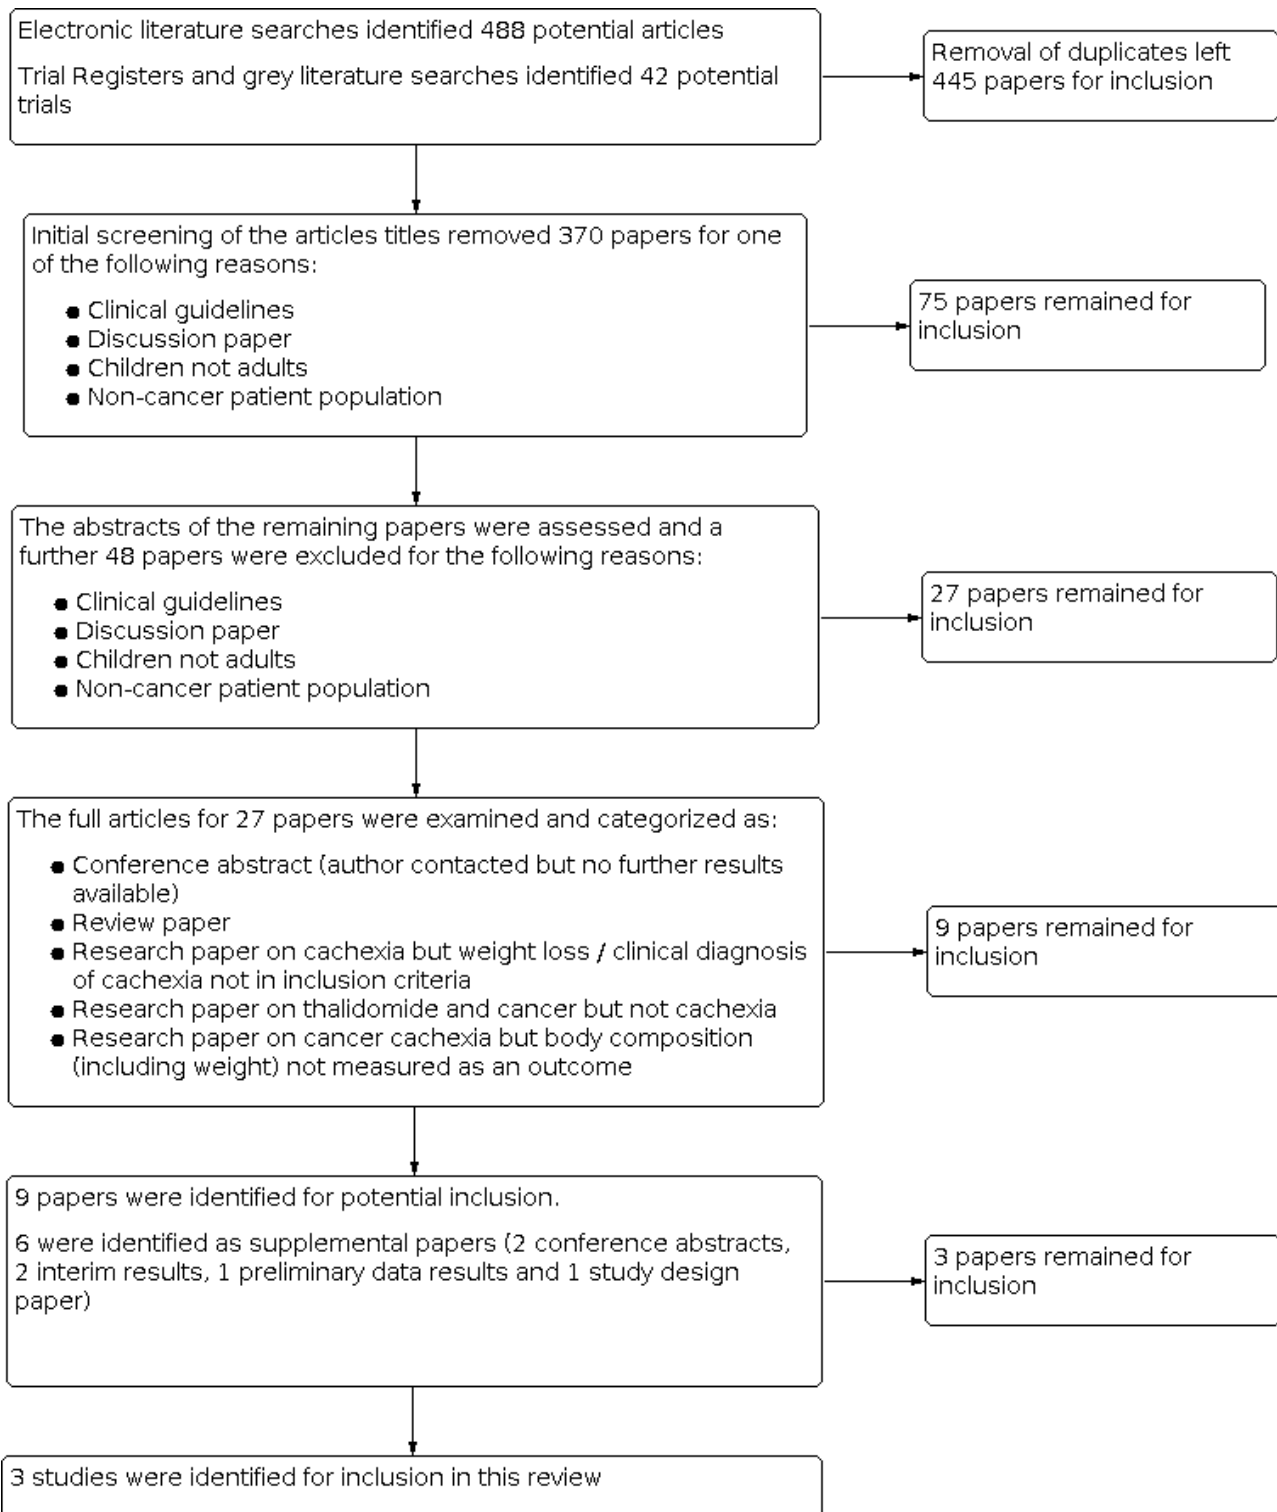 Electronic literature searches identified 488 potential articles
Trial Registers and grey literature searches identified 42 potential
trials
Removal of duplicates left
445 papers for inclusion
Initial screening of the articles titles removed 370 papers for one
of the following reasons:
● Clinical guidelines
● Discussion paper
● Children not adults
● Non-cancer patient population
75 papers remained for
inclusion
The abstracts of the remaining papers were assessed and a
further 48 papers were excluded for the following reasons:
● Clinical guidelines
● Discussion paper
● Children not adults
● Non-cancer patient population
27 papers remained for
inclusion
The full articles for 27 papers were examined and categorized as:
● Conference abstract (author contacted but no further results
available)
● Review paper
● Research paper on cachexia but weight loss / clinical diagnosis
of cachexia not in inclusion criteria
● Research paper on thalidomide and cancer but not cachexia
● Research paper on cancer cachexia but body composition
(including weight) not measured as an outcome
9 papers remained for
inclusion
9 papers were identified for potential inclusion.
6 were identified as supplemental papers (2 conference abstracts,
2 interim results, 1 preliminary data results and 1 study design
paper)
3 papers remained for
inclusion
3 studies were identified for inclusion in this review